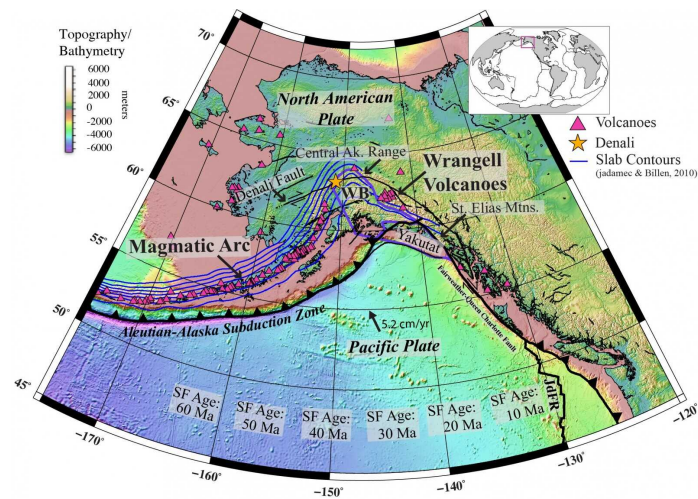 Topography/
Bathymetry
6000
4000
2000
0
-2000
-4000
-6000
meters
70°
65°
60°
55°
50°
45°
North American
Plate
Central Ak. Range
Denali Fault
WB
Wrangell
Volcanoes
St. Elias Mtns.
Yakutat
Magmatic Arc
Fairweather-Queen Charlotte Fault
Aleutian-Alaska Subduction Zone
5.2 cm/yr
Pacific Plate
JdFR
SF Age:
60 Ma
SF Age:
50 Ma
SF Age:
40 Ma
SF Age:
30 Ma
SF Age:
20 Ma
SF Age:
10 Ma
-170°
-160°
-150°
-140°
-130°
-120°
Volcanoes
Denali
Slab Contours
(jadamec & Billen, 2010)